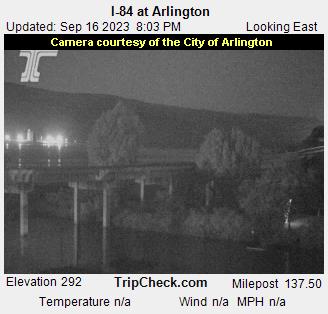 I-84 at Arlington
Updated: Sep 16 2023 8:03 PM Looking East
Camera courtesy of the City of Arlington
Elevation 292 TripCheck.com Milepost 137.50
Temperature n/a Wind n/a MPH n/a